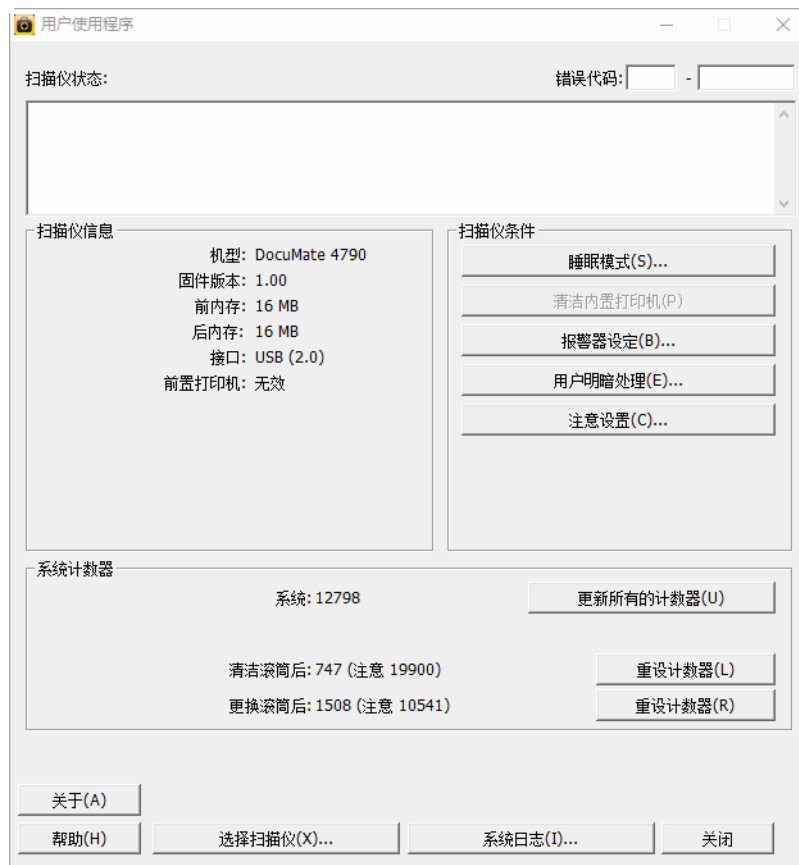 用户使用程序
扫描仪状态:
错误代码: -
扫描仪信息
机型: DocuMate 4790
固件版本: 1.00
前内存: 16 MB
后内存: 16 MB
接口: USB (2.0)
前置打印机: 无效
扫描仪条件
睡眠模式(S)...
清洁内置打印机(P)
报警器设定(B)...
用户明暗处理(E)...
注意设置(C)...
系统计数器
系统: 12798
更新所有的计数器(U)
清洁滚筒后: 747 (注意 19900)
重设计数器(L)
更换滚筒后: 1508 (注意 10541)
重设计数器(R)
关于(A)
帮助(H)
选择扫描仪(X)...
系统日志(I)...
关闭